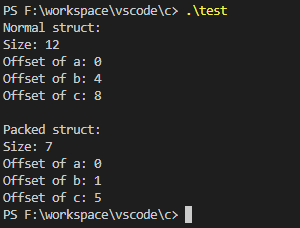 PS F:\workspace\vscode\c> .\test
Normal struct:
Size: 12
Offset of a: 0
Offset of b: 4
Offset of c: 8
Packed struct:
Size: 7
Offset of a: 0
Offset of b: 1
Offset of c: 5
PS F:\workspace\vscode\c>